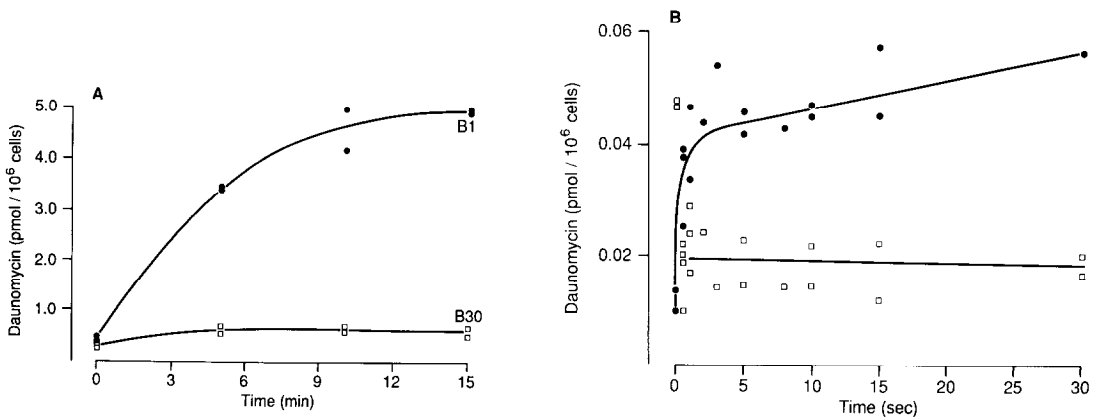 A
Daunomycin (pmol / 10⁶ cells)
5.0
4.0
3.0
2.0
1.0
B1
B30
0 3 6 9 12 15
Time (min)
B
Daunomycin (pmol / 10⁶ cells)
0.06
0.04
0.02
0 5 10 15 20 25 30
Time (sec)